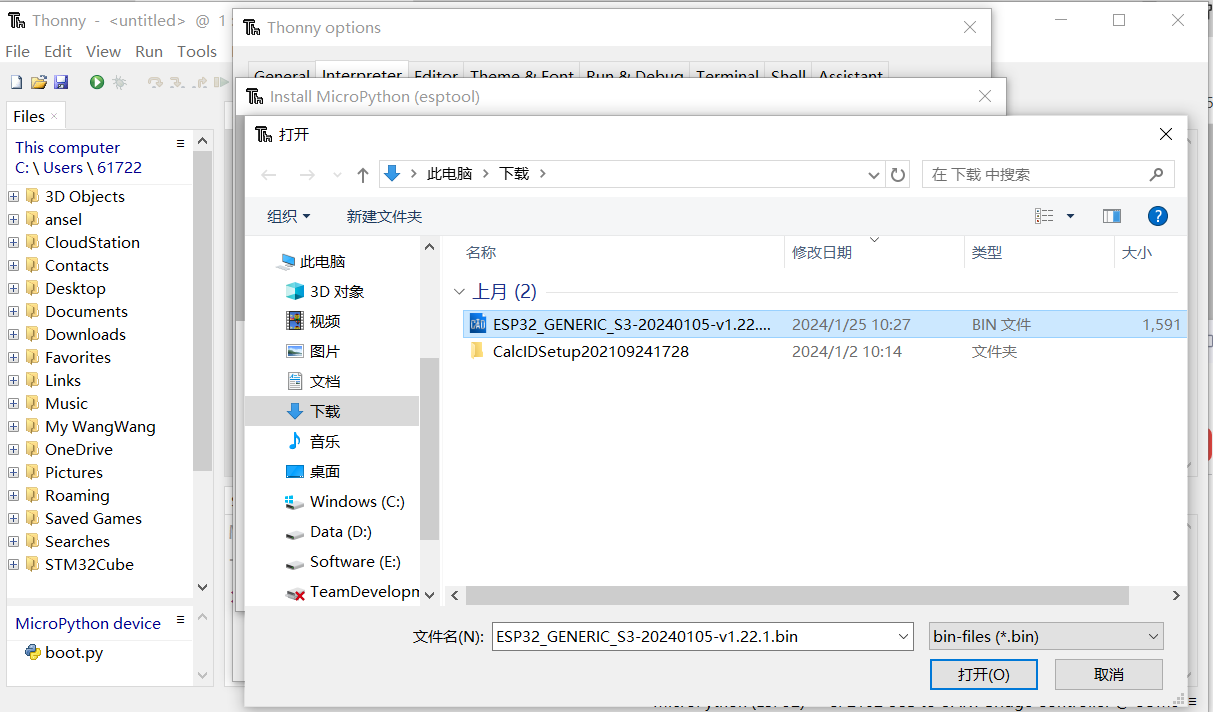 Thonny - <untitled> @ 1
Thonny options
File Edit View Run Tools
General Interpreter Editor Theme & Font Run & Debug Terminal Shell Assistant
Install MicroPython (esptool)
Files
This computer
C: \ Users \ 61722
3D Objects
ansel
CloudStation
Contacts
Desktop
Documents
Downloads
Favorites
Links
Music
My WangWang
OneDrive
Pictures
Roaming
Saved Games
Searches
STM32Cube
MicroPython device
boot.py
打开
此电脑 下载
在 下载 中搜索
组织 新建文件夹
此电脑
3D 对象
视频
图片
文档
下载
音乐
桌面
Windows (C:)
Data (D:)
Software (E:)
TeamDevelopn
名称 修改日期 类型 大小
上月 (2)
ESP32_GENERIC_S3-20240105-v1.22.... 2024/1/25 10:27 BIN 文件 1,591
CalcIDSetup202109241728 2024/1/2 10:14 文件夹
文件名(N): ESP32_GENERIC_S3-20240105-v1.22.1.bin bin-files (*.bin)
打开(O) 取消